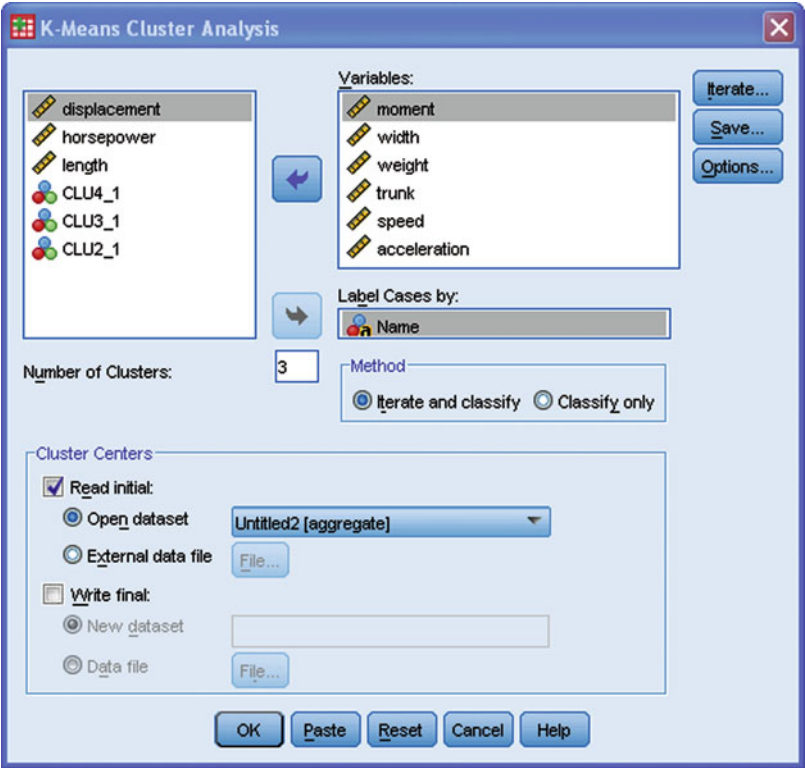 K-Means Cluster Analysis
displacement
horsepower
length
CLU4_1
CLU3_1
CLU2_1
Variables:
moment
width
weight
trunk
speed
acceleration
Iterate...
Save...
Options...
Label Cases by:
Name
Number of Clusters:
3
Method
Iterate and classify
Classify only
Cluster Centers
Read initial:
Open dataset
Untitled2 [aggregate]
External data file
File...
Write final:
New dataset
Data file
File...
OK
Paste
Reset
Cancel
Help